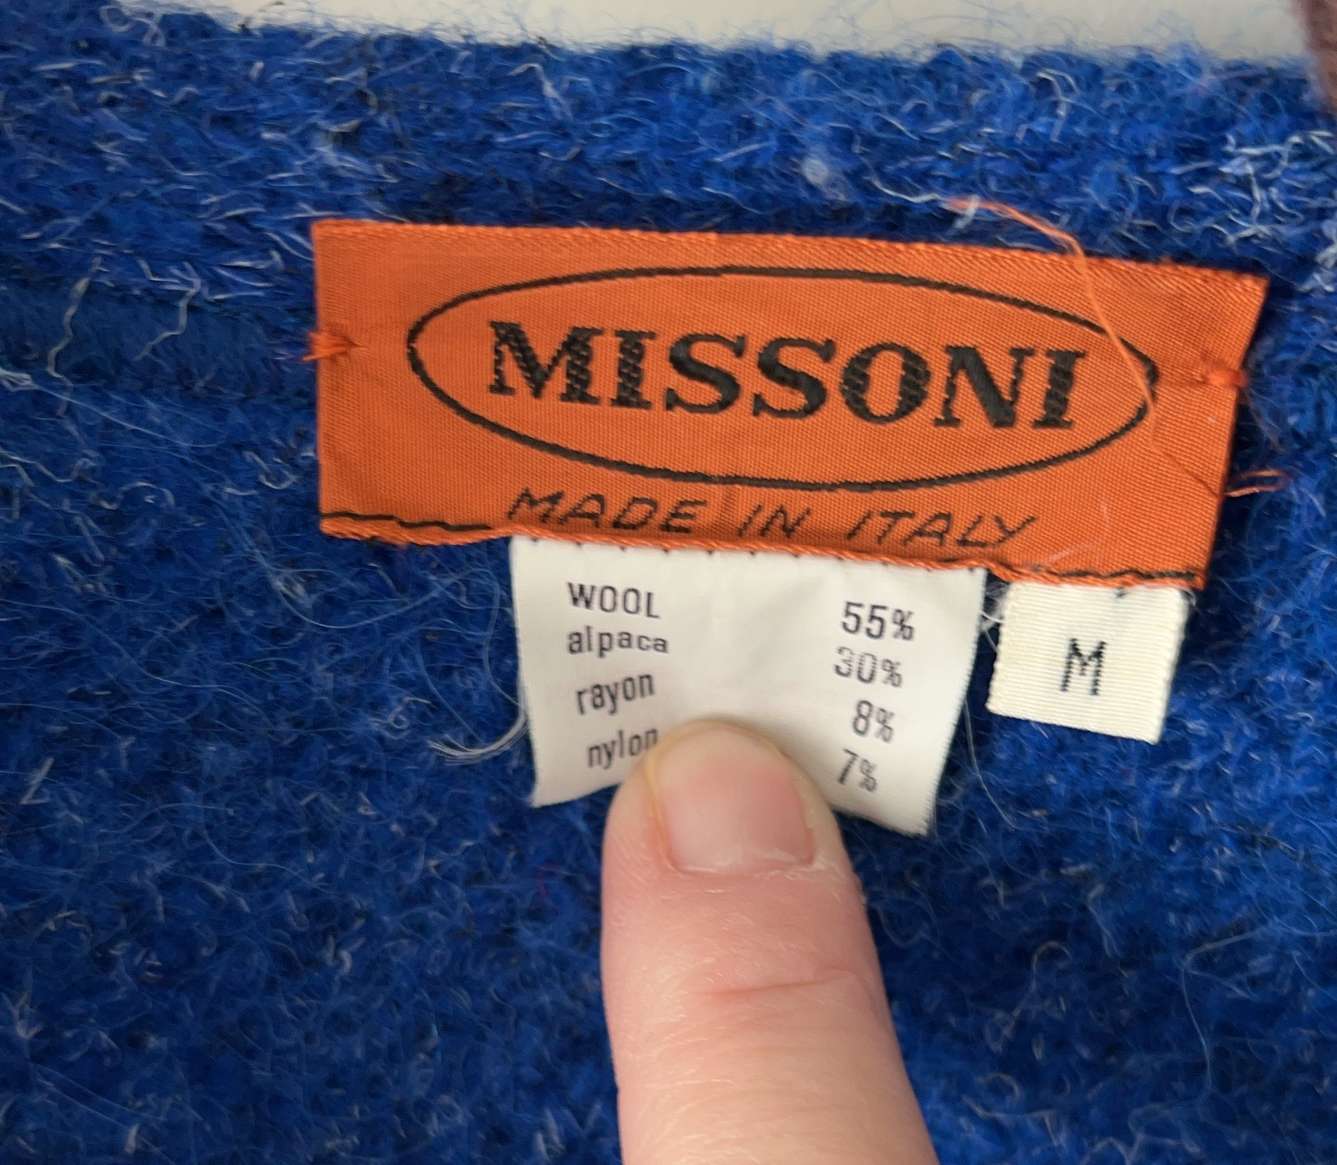 MISSONI
MADE IN ITALY
WOOL 55%
alpaca 30%
rayon 8%
nylon 7%
M